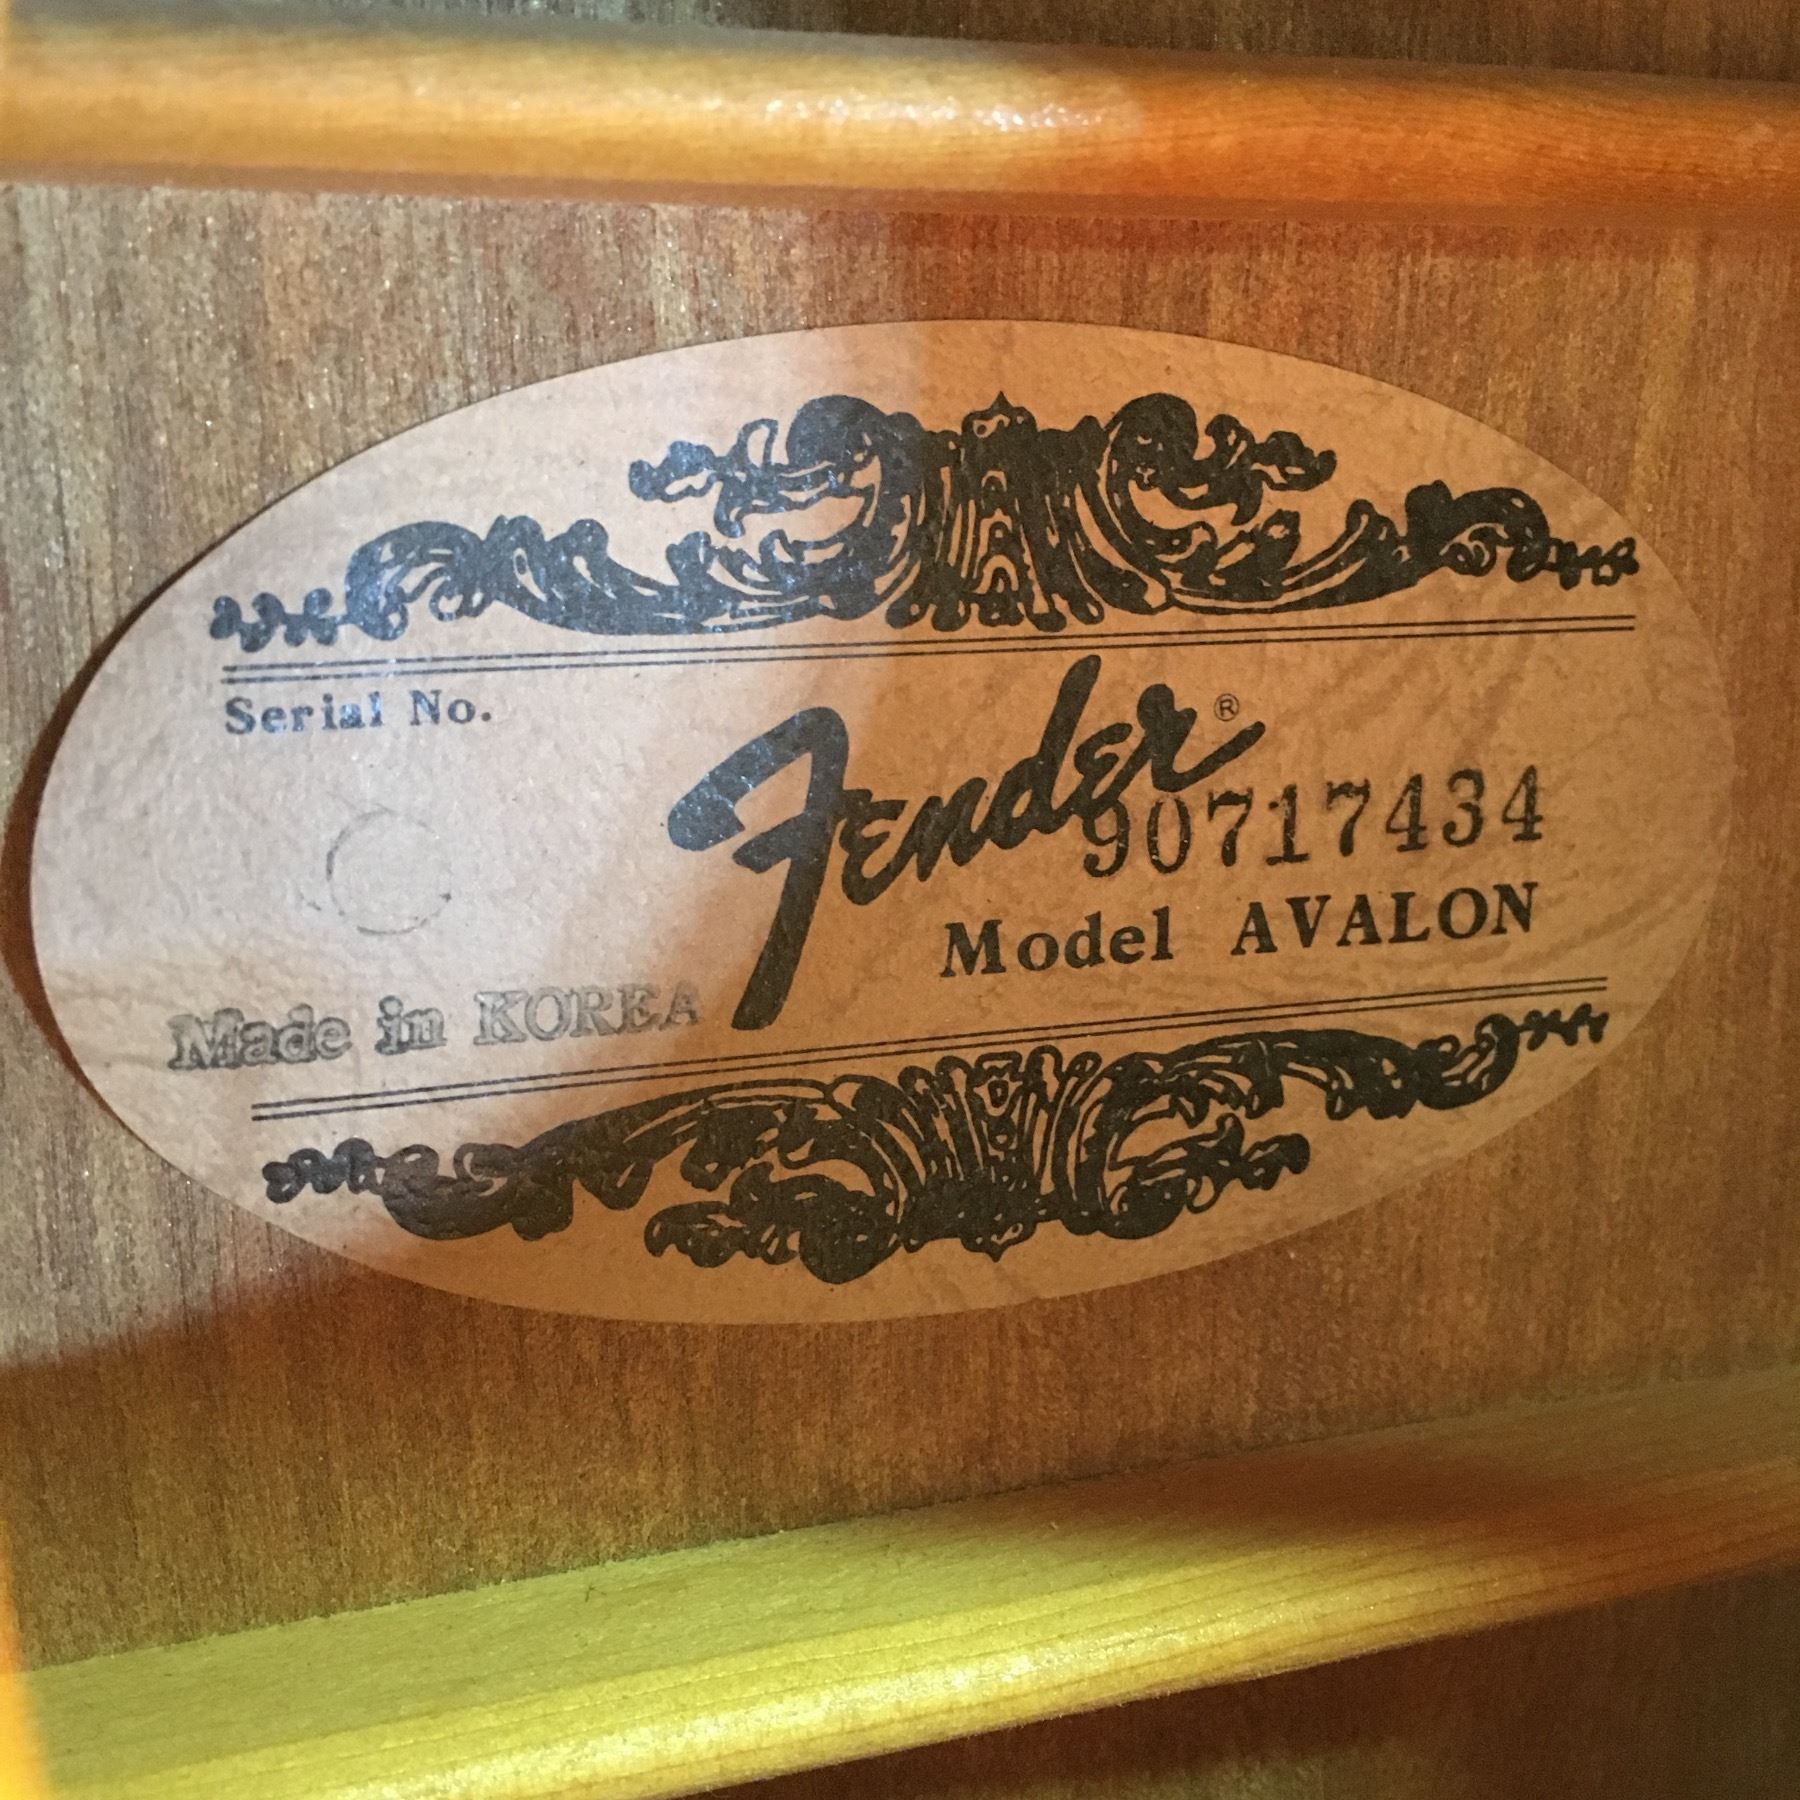 Serial No.
Fender®
90717434
Model AVALON
Made in KOREA